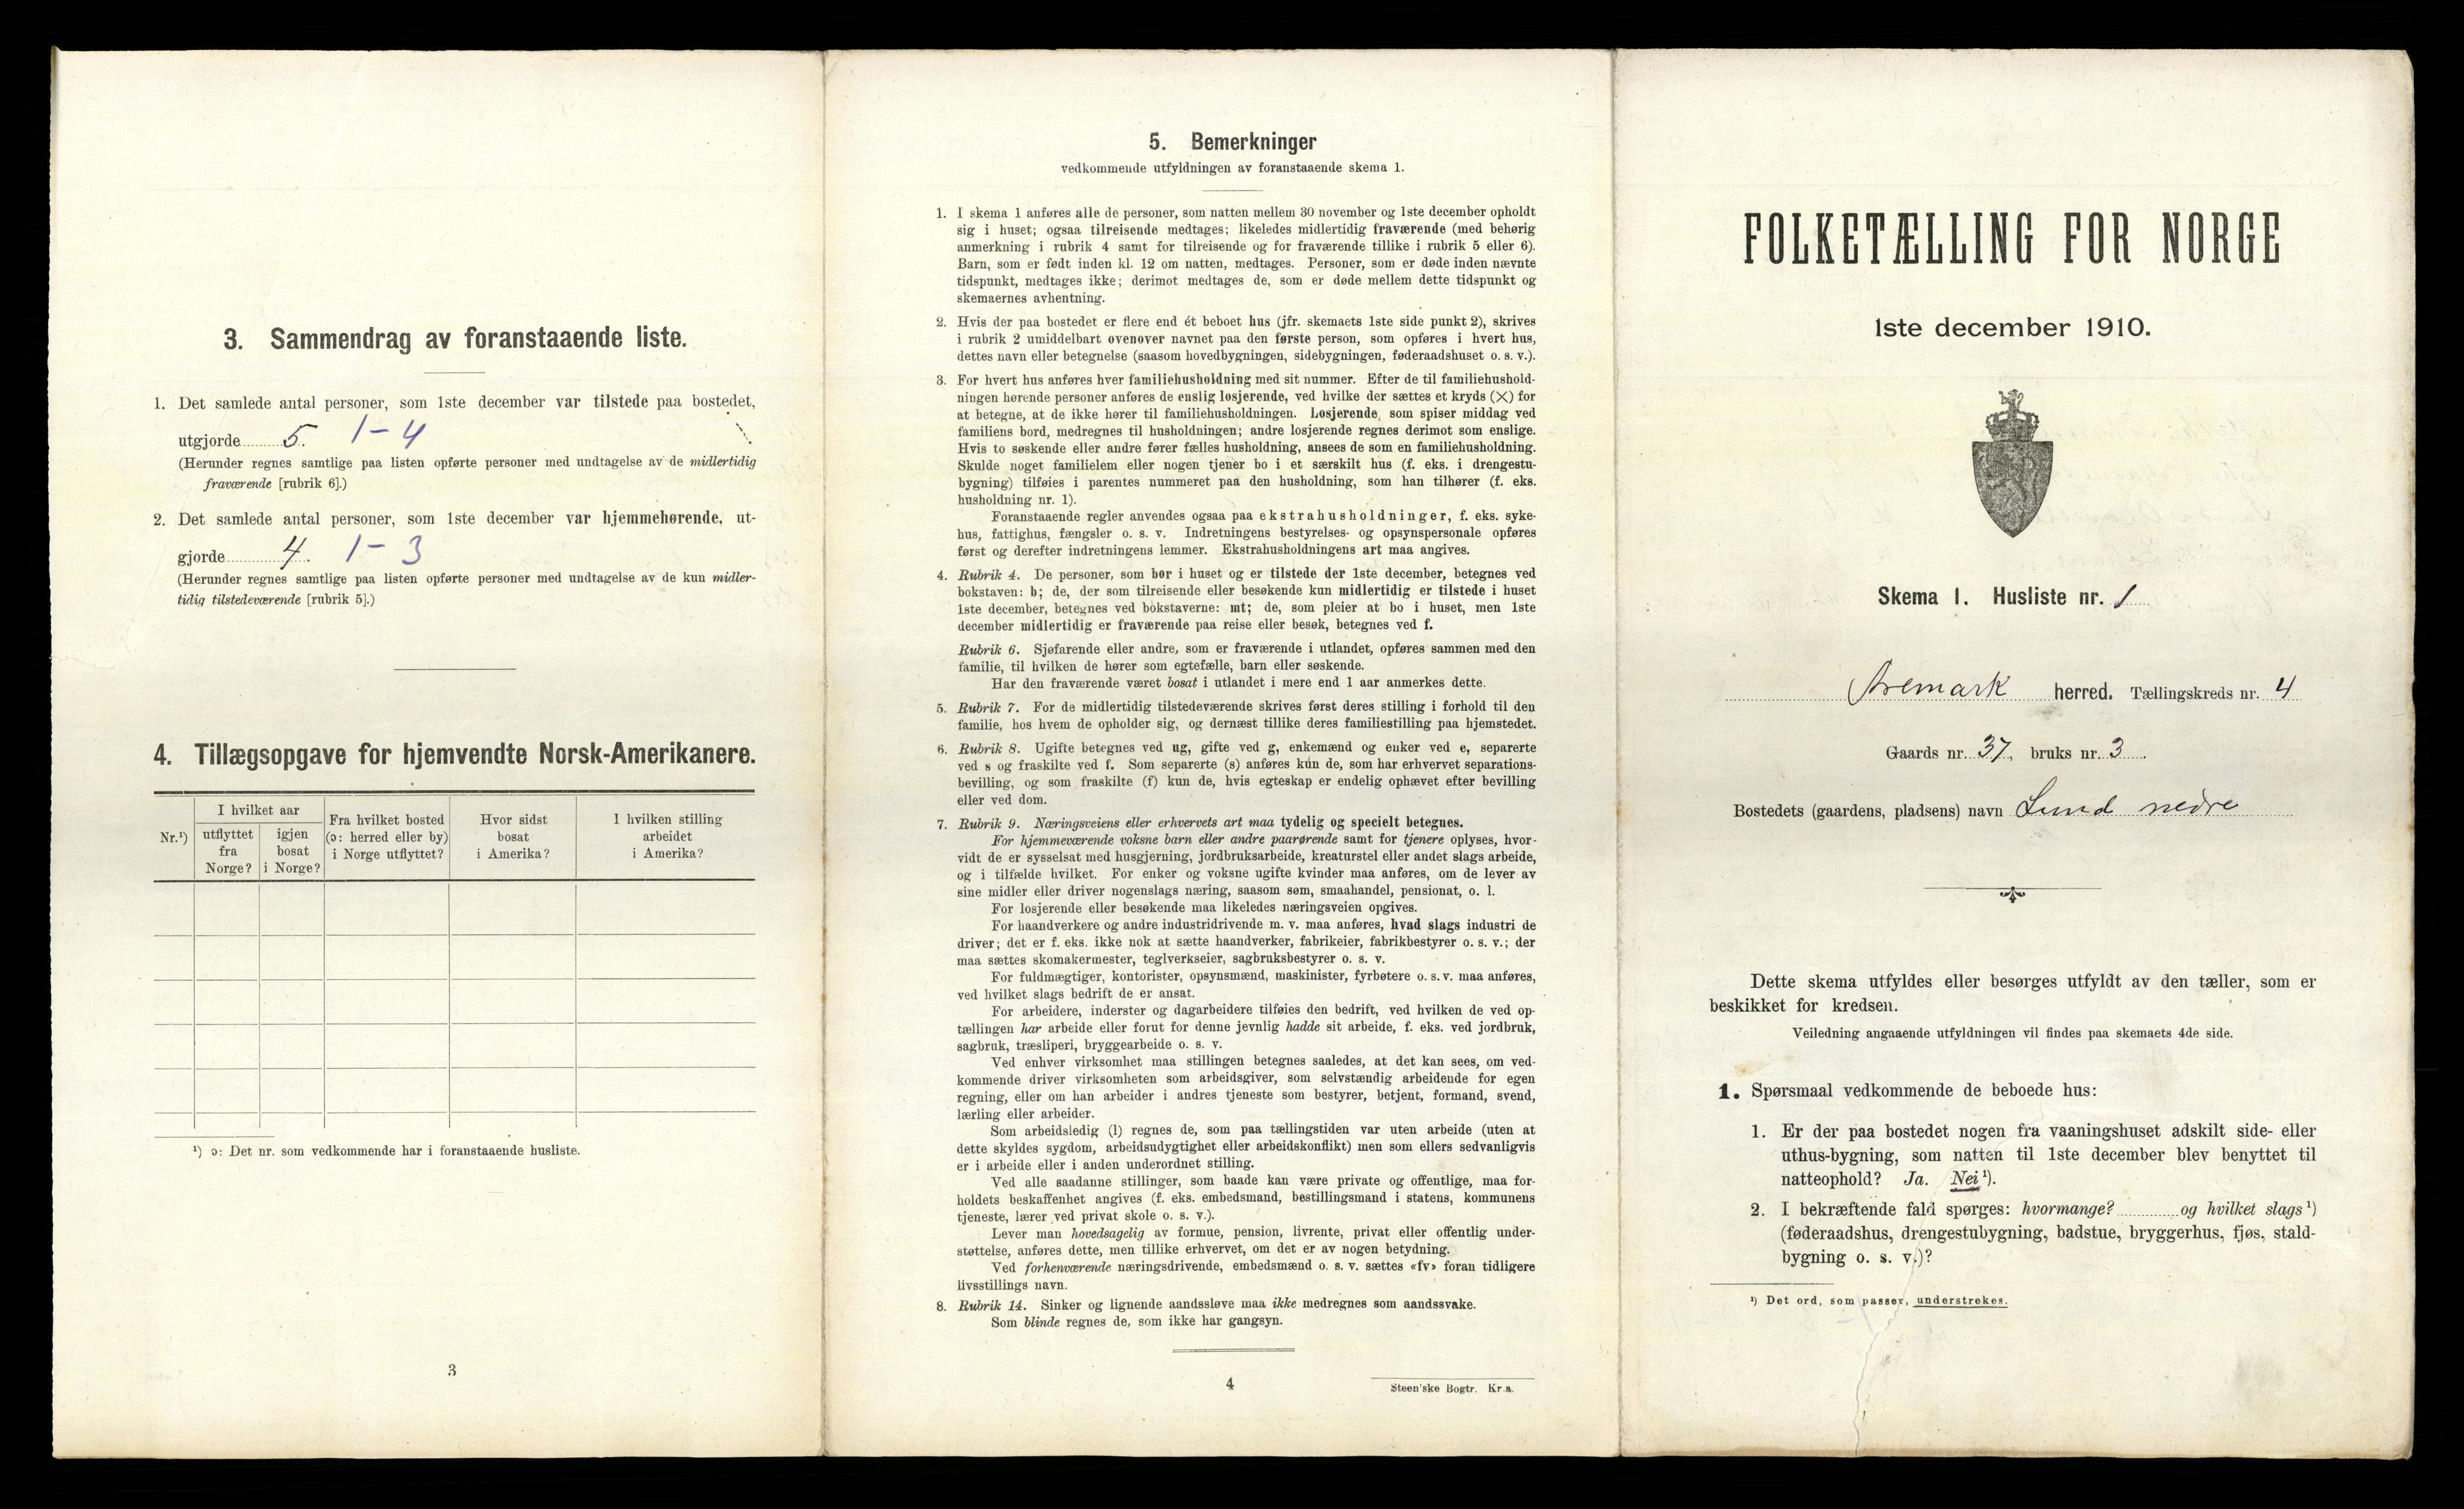 3. Sammendrag av foranstaaende liste.
1. Det samlede antal personer, som 1ste december var tilstede paa bostedet,
utgjorde 5. 1-4
(Herunder regnes samtlige paa listen opførte personer med undtagelse av de midlertidig
fraværende [rubrik 6].)
2. Det samlede antal personer, som 1ste december var hjemmehørende, ut-
gjorde 4. 1-3
(Herunder regnes samtlige paa listen opførte personer med undtagelse av de kun midler-
tidig tilstedeværende [rubrik 5].)
4. Tillægsopgave for hjemvendte Norsk-Amerikanere.
Nr.¹)
I hvilket aar
utflyttet
fra
Norge?
igjen
bosat
i Norge?
Fra hvilket bosted
(ɔ: herred eller by)
i Norge utflyttet?
Hvor sidst
bosat
i Amerika?
I hvilken stilling
arbeidet
i Amerika?
¹) ɔ: Det nr. som vedkommende har i foranstaaende husliste.
3
5. Bemerkninger
vedkommende utfyldningen av foranstaaende skema 1.
1. I skema 1 anføres alle de personer, som natten mellem 30 november og 1ste december opholdt
sig i huset; ogsaa tilreisende medtages; likeledes midlertidig fraværende (med behørig
anmerkning i rubrik 4 samt for tilreisende og for fraværende tillike i rubrik 5 eller 6).
Barn, som er født inden kl. 12 om natten, medtages. Personer, som er døde inden nævnte
tidspunkt, medtages ikke; derimot medtages de, som er døde mellem dette tidspunkt og
skemaernes avhentning.
2. Hvis der paa bostedet er flere end ét beboet hus (jfr. skemaets 1ste side punkt 2), skrives
i rubrik 2 umiddelbart ovenover navnet paa den første person, som opføres i hvert hus,
dettes navn eller betegnelse (saasom hovedbygningen, sidebygningen, føderaadshuset o. s. v.).
3. For hvert hus anføres hver familiehusholdning med sit nummer. Efter de til familiehushold-
ningen hørende personer anføres de enslig losjerende, ved hvilke der sættes et kryds (×) for
at betegne, at de ikke hører til familiehusholdningen. Losjerende, som spiser middag ved
familiens bord, medregnes til husholdningen; andre losjerende regnes derimot som enslige.
Hvis to søskende eller andre fører fælles husholdning, ansees de som en familiehusholdning.
Skulde noget familielem eller nogen tjener bo i et særskilt hus (f. eks. i drengestu-
bygning) tilføies i parentes nummeret paa den husholdning, som han tilhører (f. eks.
husholdning nr. 1).
Foranstaaende regler anvendes ogsaa paa ekstrahusholdninger, f. eks. syke-
hus, fattighus, fængsler o. s. v. Indretningens bestyrelses- og opsynspersonale opføres
først og derefter indretningens lemmer. Ekstrahusholdningens art maa angives.
4. Rubrik 4. De personer, som bor i huset og er tilstede der 1ste december, betegnes ved
bokstaven: b; de, der som tilreisende eller besøkende kun midlertidig er tilstede i huset
1ste december, betegnes ved bokstaverne: mt; de, som pleier at bo i huset, men 1ste
december midlertidig er fraværende paa reise eller besøk, betegnes ved f.
Rubrik 6. Sjøfarende eller andre, som er fraværende i utlandet, opføres sammen med den
familie, til hvilken de hører som egtefælle, barn eller søskende.
Har den fraværende været bosat i utlandet i mere end 1 aar anmerkes dette.
5. Rubrik 7. For de midlertidig tilstedeværende skrives først deres stilling i forhold til den
familie, hos hvem de opholder sig, og dernæst tillike deres familiestilling paa hjemstedet.
6. Rubrik 8. Ugifte betegnes ved ug, gifte ved g, enkemænd og enker ved e, separerte
ved s og fraskilte ved f. Som separerte (s) anføres kun de, som har erhvervet separations-
bevilling, og som fraskilte (f) kun de, hvis egteskap er endelig ophævet efter bevilling
eller ved dom.
7. Rubrik 9. Næringsveiens eller erhvervets art maa tydelig og specielt betegnes.
For hjemmeværende voksne barn eller andre paarørende samt for tjenere oplyses, hvor-
vidt de er sysselsat med husgjerning, jordbruksarbeide, kreaturstel eller andet slags arbeide,
og i tilfælde hvilket. For enker og voksne ugifte kvinder maa anføres, om de lever av
sine midler eller driver nogenslags næring, saasom søm, smaahandel, pensionat, o. l.
For losjerende eller besøkende maa likeledes næringsveien opgives.
For haandverkere og andre industridrivende m. v. maa anføres, hvad slags industri de
driver; det er f. eks. ikke nok at sætte haandverker, fabrikeier, fabrikbestyrer o. s. v.; der
maa sættes skomakermester, teglverkseier, sagbruksbestyrer o. s. v.
For fuldmægtiger, kontorister, opsynsmænd, maskinister, fyrbøtere o. s. v. maa anføres,
ved hvilket slags bedrift de er ansat.
For arbeidere, inderster og dagarbeidere tilføies den bedrift, ved hvilken de ved op-
tællingen har arbeide eller forut for denne jevnlig hadde sit arbeide, f. eks. ved jordbruk,
sagbruk, træsliperi, bryggearbeide o. s. v.
Ved enhver virksomhet maa stillingen betegnes saaledes, at det kan sees, om ved-
kommende driver virksomheten som arbeidsgiver, som selvstændig arbeidende for egen
regning, eller om han arbeider i andres tjeneste som bestyrer, betjent, formand, svend,
lærling eller arbeider.
Som arbeidsledig (l) regnes de, som paa tællingstiden var uten arbeide (uten at
dette skyldes sygdom, arbeidsudygtighet eller arbeidskonflikt) men som ellers sedvanligvis
er i arbeide eller i anden underordnet stilling.
Ved alle saadanne stillinger, som baade kan være private og offentlige, maa for-
holdets beskaffenhet angives (f. eks. embedsmand, bestillingsmand i statens, kommunens
tjeneste, lærer ved privat skole o. s. v.).
Lever man hovedsagelig av formue, pension, livrente, privat eller offentlig under-
støttelse, anføres dette, men tillike erhvervet, om det er av nogen betydning.
Ved forhenværende næringsdrivende, embedsmænd o. s. v. sættes «fv» foran tidligere
livsstillings navn.
8. Rubrik 14. Sinker og lignende aandssløve maa ikke medregnes som aandssvake.
Som blinde regnes de, som ikke har gangsyn.
4
Steen'ske Bogtr. Kr.a.
FOLKETÆLLING FOR NORGE
1ste december 1910.
Skema 1. Husliste nr. 1
Aremark herred. Tællingskreds nr. 4
Gaards nr. 37, bruks nr. 3.
Bostedets (gaardens, pladsens) navn Lund nedre
Dette skema utfyldes eller besørges utfyldt av den tæller, som er
beskikket for kredsen.
Veiledning angaaende utfyldningen vil findes paa skemaets 4de side.
1. Spørsmaal vedkommende de beboede hus:
1. Er der paa bostedet nogen fra vaaningshuset adskilt side- eller
uthus-bygning, som natten til 1ste december blev benyttet til
natteophold? Ja. Nei¹).
2. I bekræftende fald spørges: hvormange? og hvilket slags¹)
(føderaadshus, drengestubygning, badstue, bryggerhus, fjøs, stald-
bygning o. s. v.)?
¹) Det ord, som passer, understrekes.